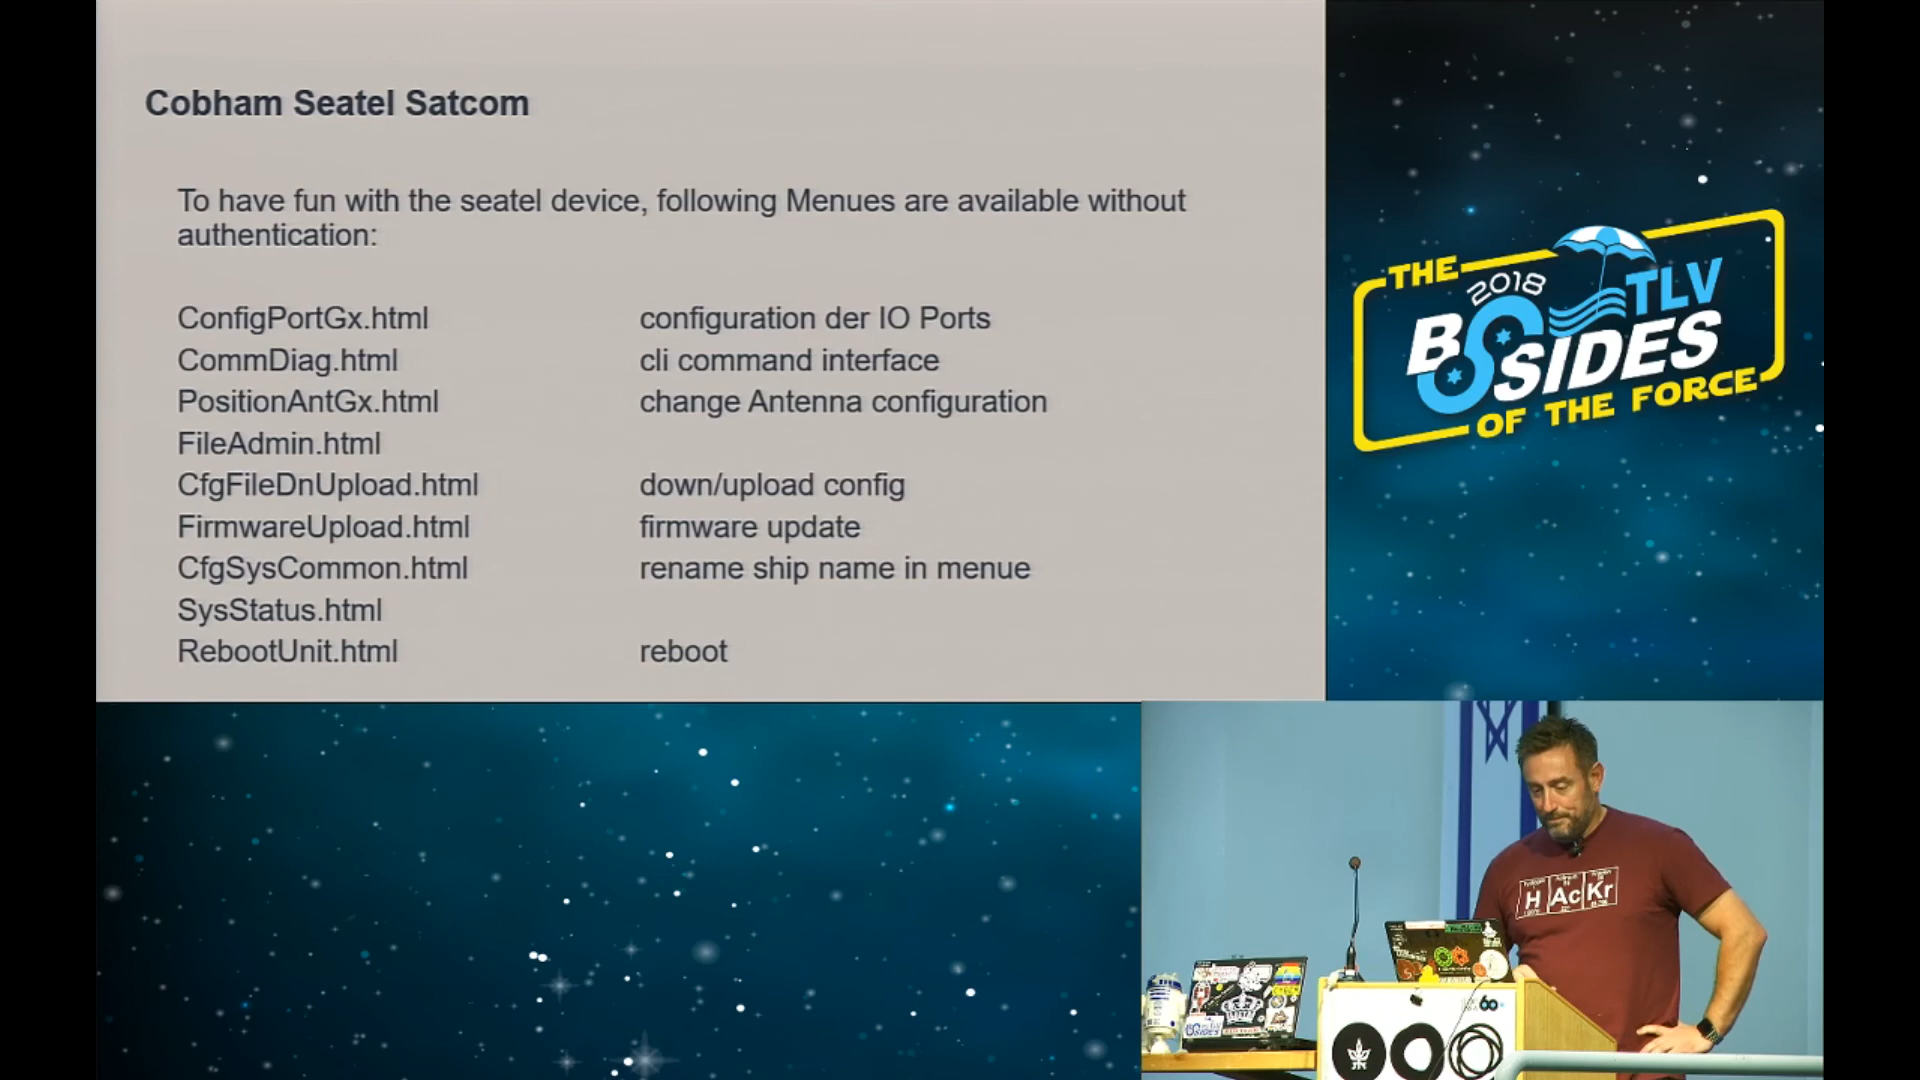 Cobham Seatel Satcom
To have fun with the seatel device, following Menues are available without
authentication:
ConfigPortGx.html configuration der IO Ports
CommDiag.html cli command interface
PositionAntGx.html change Antenna configuration
FileAdmin.html
CfgFileDnUpload.html down/upload config
FirmwareUpload.html firmware update
CfgSysCommon.html rename ship name in menue
SysStatus.html
RebootUnit.html reboot
THE
2018
BSIDES
TLV
OF THE FORCE
H Ac Kr
60